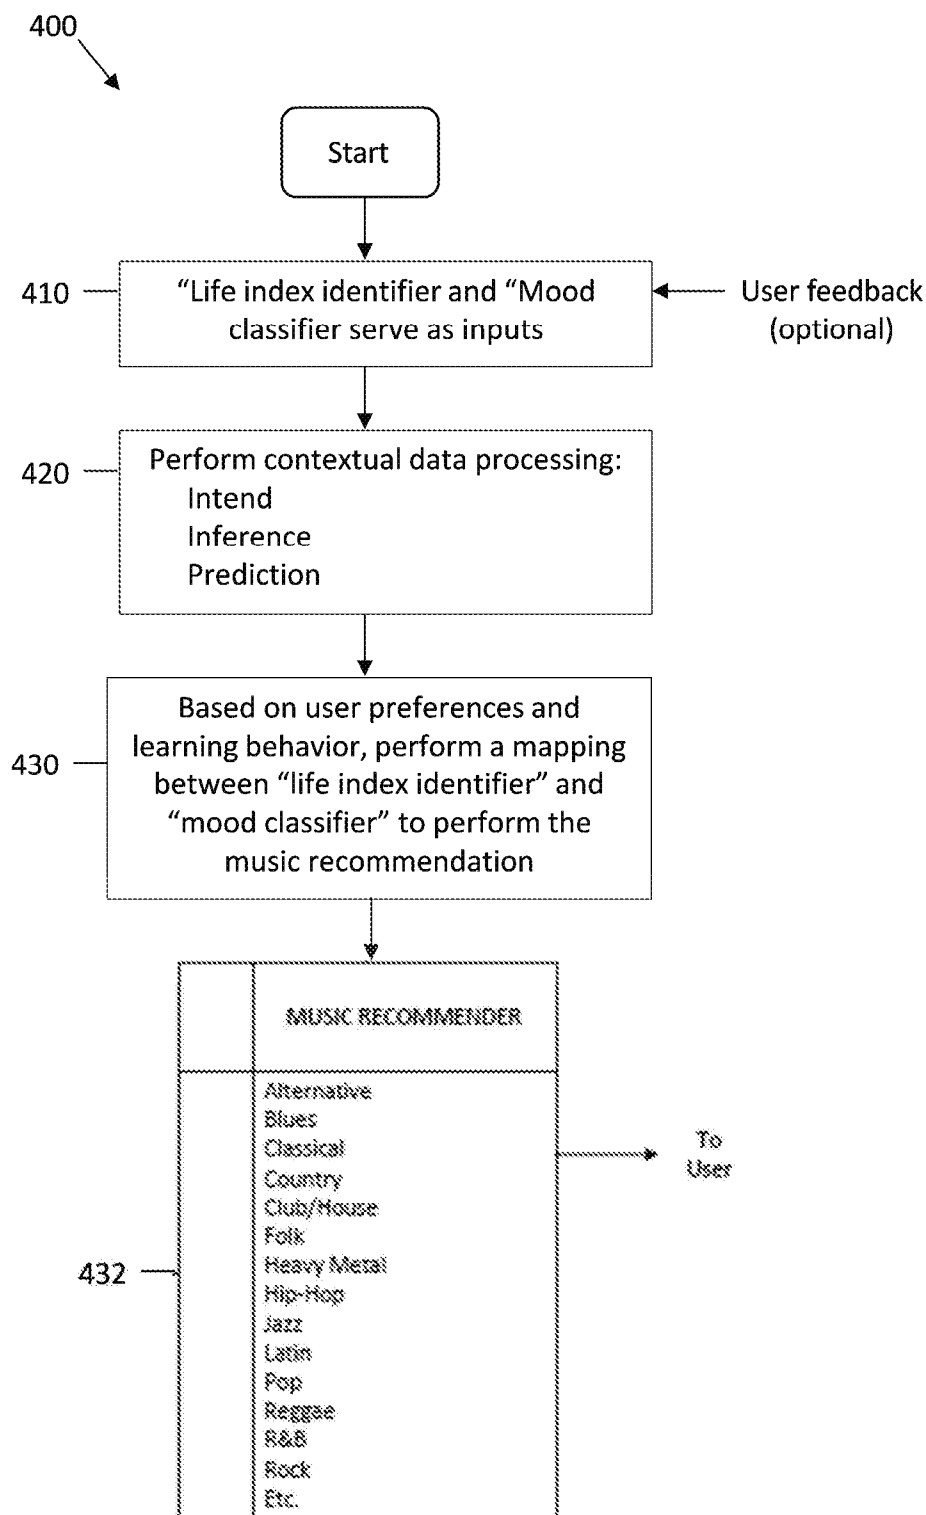 400
Start
410
“Life index identifier and “Mood
classifier serve as inputs
User feedback
(optional)
420
Perform contextual data processing:
Intend
Inference
Prediction
430
Based on user preferences and
learning behavior, perform a mapping
between “life index identifier” and
“mood classifier” to perform the
music recommendation
MUSIC RECOMMENDER
Alternative
Blues
Classical
Country
Club/House
Folk
Heavy Metal
Hip-Hop
Jazz
Latin
Pop
Reggae
R&B
Rock
Etc.
To
User
432